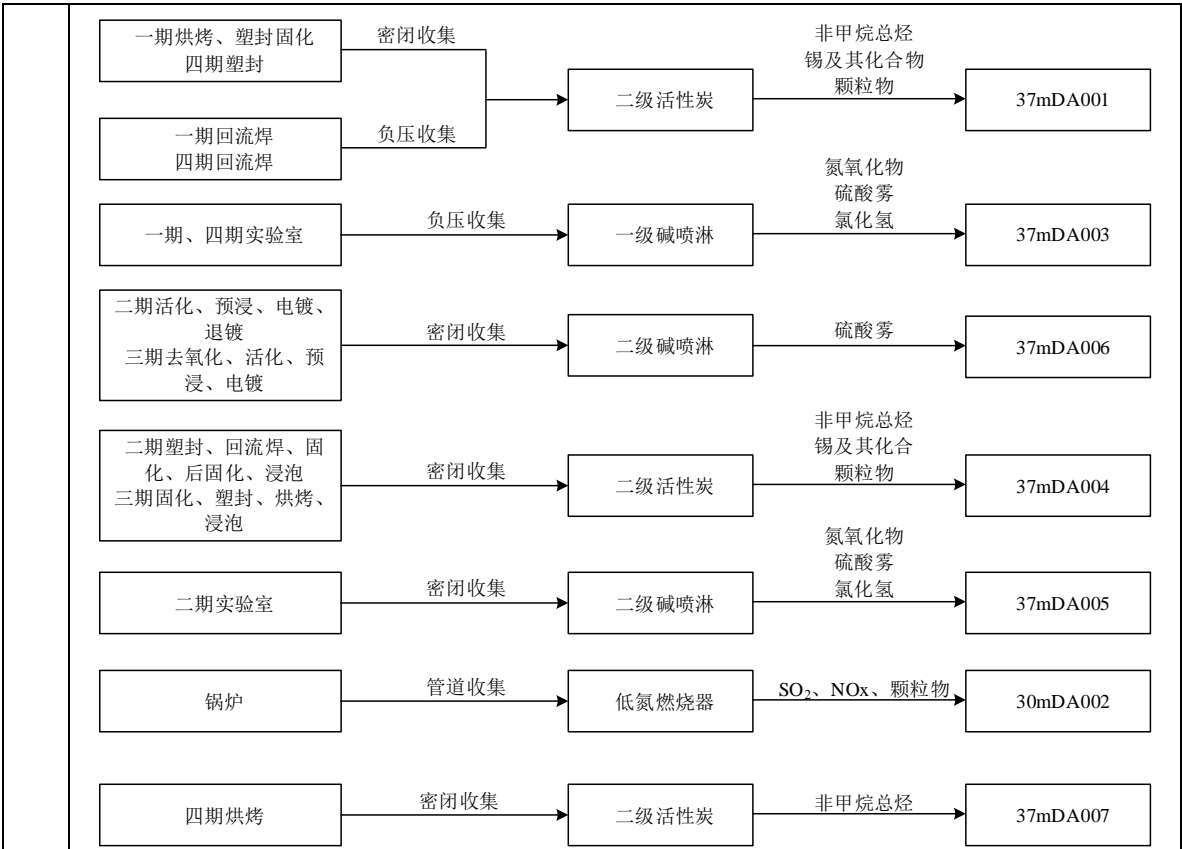 一期烘烤、塑封固化
四期塑封
密闭收集
一期回流焊
四期回流焊
负压收集
二级活性炭
非甲烷总烃
锡及其化合物
颗粒物
37mDA001
一期、四期实验室
负压收集
一级碱喷淋
氮氧化物
硫酸雾
氯化氢
37mDA003
二期活化、预浸、电镀、
退镀
三期去氧化、活化、预
浸、电镀
密闭收集
二级碱喷淋
硫酸雾
37mDA006
二期塑封、回流焊、固
化、后固化、浸泡
三期固化、塑封、烘烤、
浸泡
密闭收集
二级活性炭
非甲烷总烃
锡及其化合
颗粒物
37mDA004
二期实验室
密闭收集
二级碱喷淋
氮氧化物
硫酸雾
氯化氢
37mDA005
锅炉
管道收集
低氮燃烧器
SO₂、NOx、颗粒物
30mDA002
四期烘烤
密闭收集
二级活性炭
非甲烷总烃
37mDA007